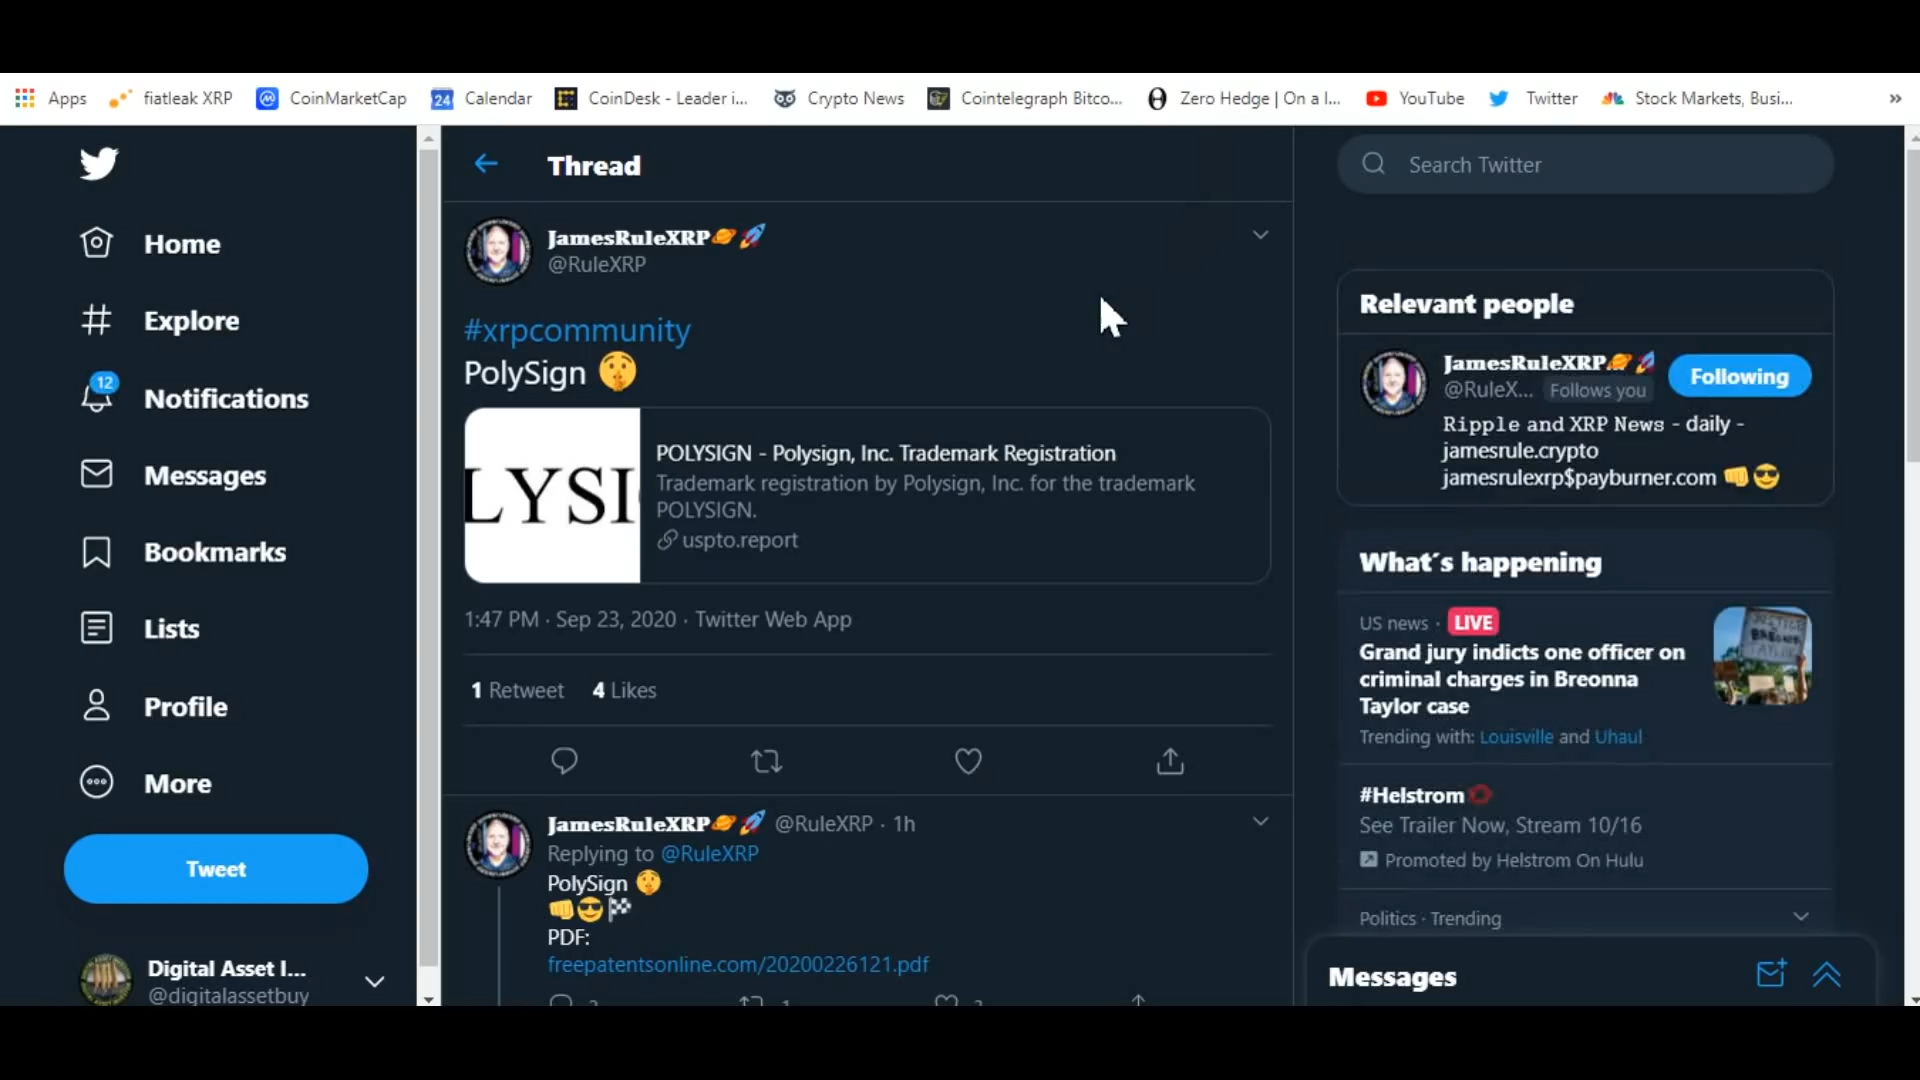 Apps
fiatleak XRP
CoinMarketCap
24
Calendar
CoinDesk - Leader i...
Crypto News
Cointelegraph Bitco...
Zero Hedge | On a l...
YouTube
Twitter
Stock Markets, Busi...
»
Home
Explore
12
Notifications
Messages
Bookmarks
Lists
Profile
More
Tweet
Digital Asset I...
@digitalassetbuy
Thread
JamesRuleXRP🪐🚀
@RuleXRP
#xrpcommunity
PolySign 🤫
LYSI
POLYSIGN - Polysign, Inc. Trademark Registration
Trademark registration by Polysign, Inc. for the trademark
POLYSIGN.
uspto.report
1:47 PM · Sep 23, 2020 · Twitter Web App
1 Retweet 4 Likes
JamesRuleXRP🪐🚀 @RuleXRP · 1h
Replying to @RuleXRP
PolySign 🤫
👊😎🏁
PDF:
freepatentsonline.com/20200226121.pdf
Search Twitter
Relevant people
JamesRuleXRP🪐🚀
@RuleX... Follows you
Following
Ripple and XRP News - daily -
jamesrule.crypto
jamesrulexrp$payburner.com 👊😎
What's happening
US news · LIVE
Grand jury indicts one officer on
criminal charges in Breonna
Taylor case
Trending with: Louisville and Uhaul
JUSTICE
BREONNA
TAYLOR
#Helstrom
See Trailer Now, Stream 10/16
Promoted by Helstrom On Hulu
Politics · Trending
Messages